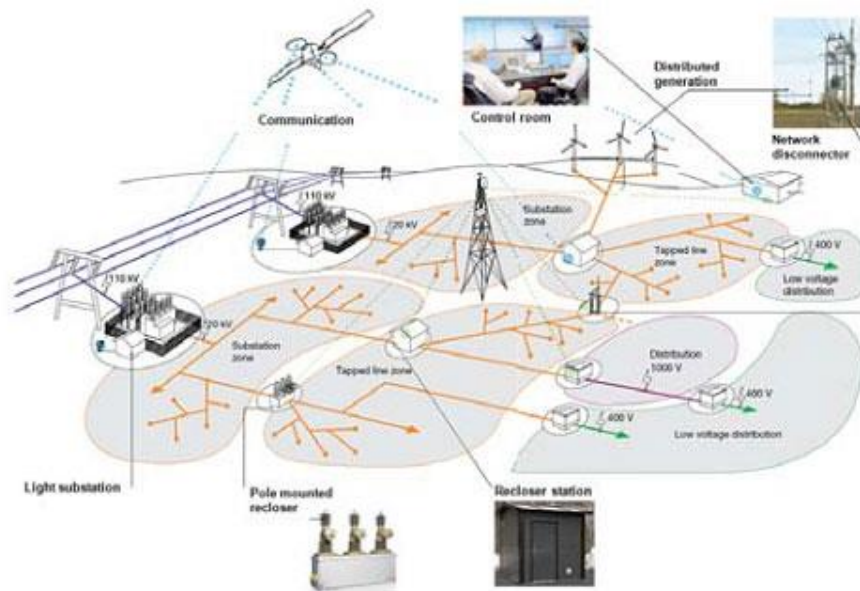 Communication
Control room
Distributed
generation
Network
disconnector
110 kV
20 kV
Substation
zone
Tapped line
zone
400 V
Low voltage
distribution
110 kV
20 kV
Substation
zone
Tapped line zone
Distribution
1000 V
400 V
400 V
Low voltage distribution
Light substation
Pole mounted
recloser
Recloser station